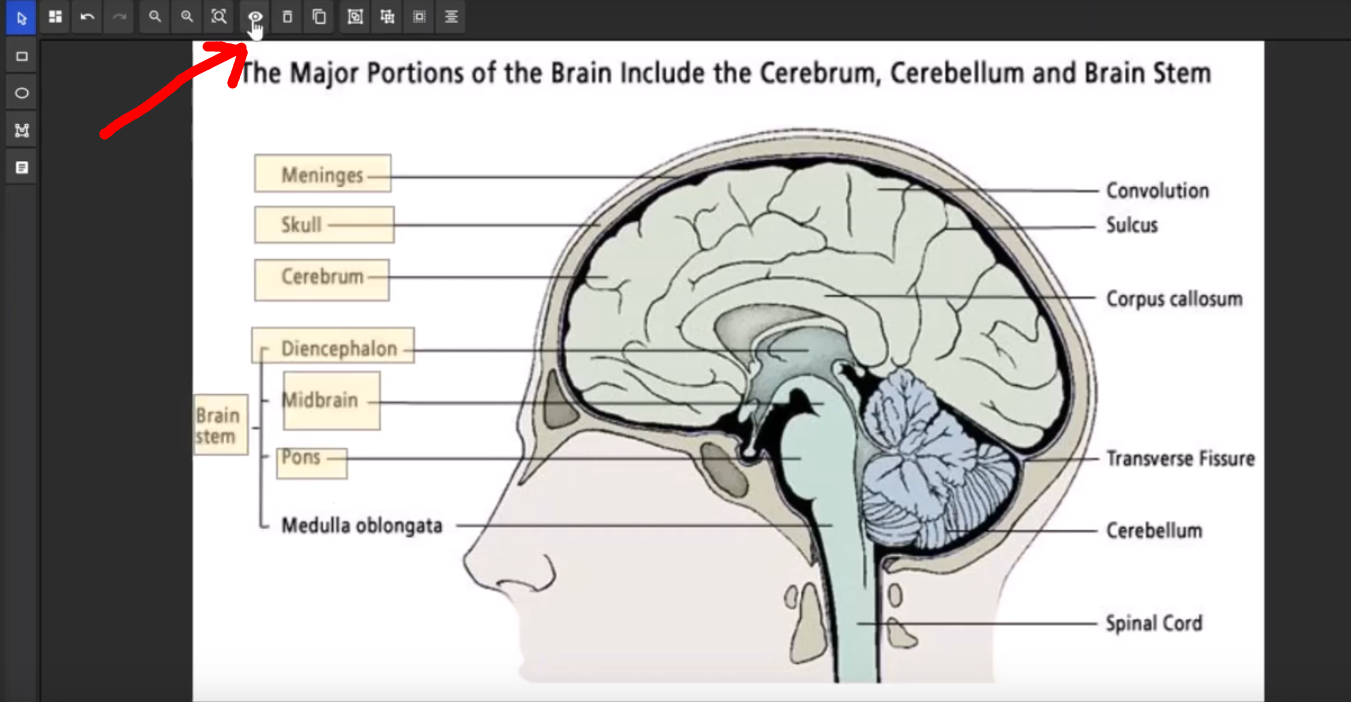 The Major Portions of the Brain Include the Cerebrum, Cerebellum and Brain Stem
Meninges
Skull
Cerebrum
Diencephalon
Midbrain
Brain
stem
Pons
Medulla oblongata
Convolution
Sulcus
Corpus callosum
Transverse Fissure
Cerebellum
Spinal Cord